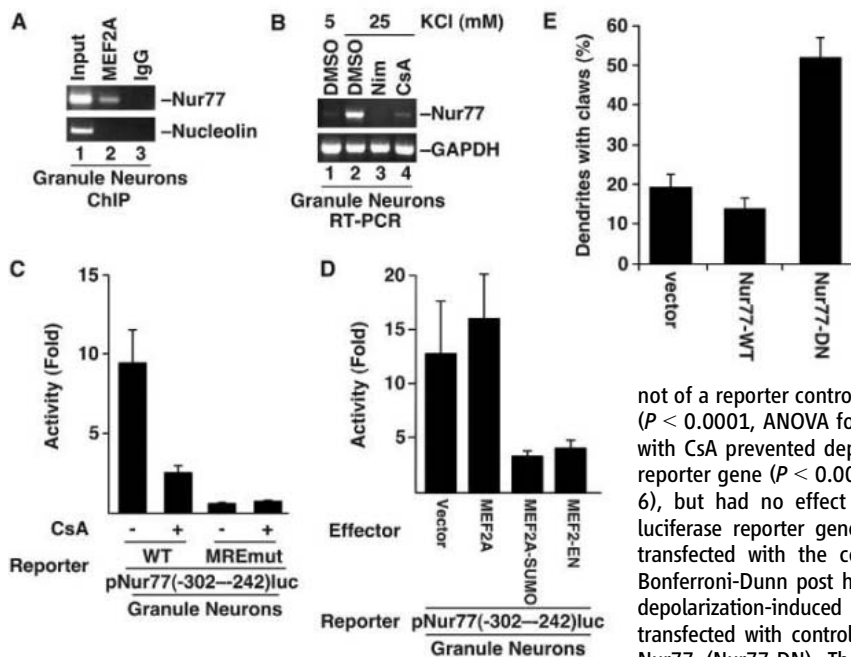 A
Input
MEF2A
IgG
–Nur77
–Nucleolin
1 2 3
Granule Neurons
ChIP
B
5 25 KCl (mM)
DMSO
DMSO
Nim
CsA
–Nur77
–GAPDH
1 2 3 4
Granule Neurons
RT-PCR
C
15
10
5
Activity (Fold)
CsA - + - +
Reporter WT MREmut
pNur77(-302–-242)luc
Granule Neurons
D
20
15
10
5
Activity (Fold)
Effector
Vector
MEF2A
MEF2A-SUMO
MEF2-EN
Reporter pNur77(-302–-242)luc
Granule Neurons
E
60
50
40
30
20
10
0
Dendrites with claws (%)
vector
Nur77-WT
Nur77-DN
not of a reporter control
(P < 0.0001, ANOVA fo
with CsA prevented dep
reporter gene (P < 0.00
6), but had no effect
luciferase reporter gene
transfected with the co
Bonferroni-Dunn post h
depolarization-induced
transfected with control
Nur77 (Nur77-DN). Th